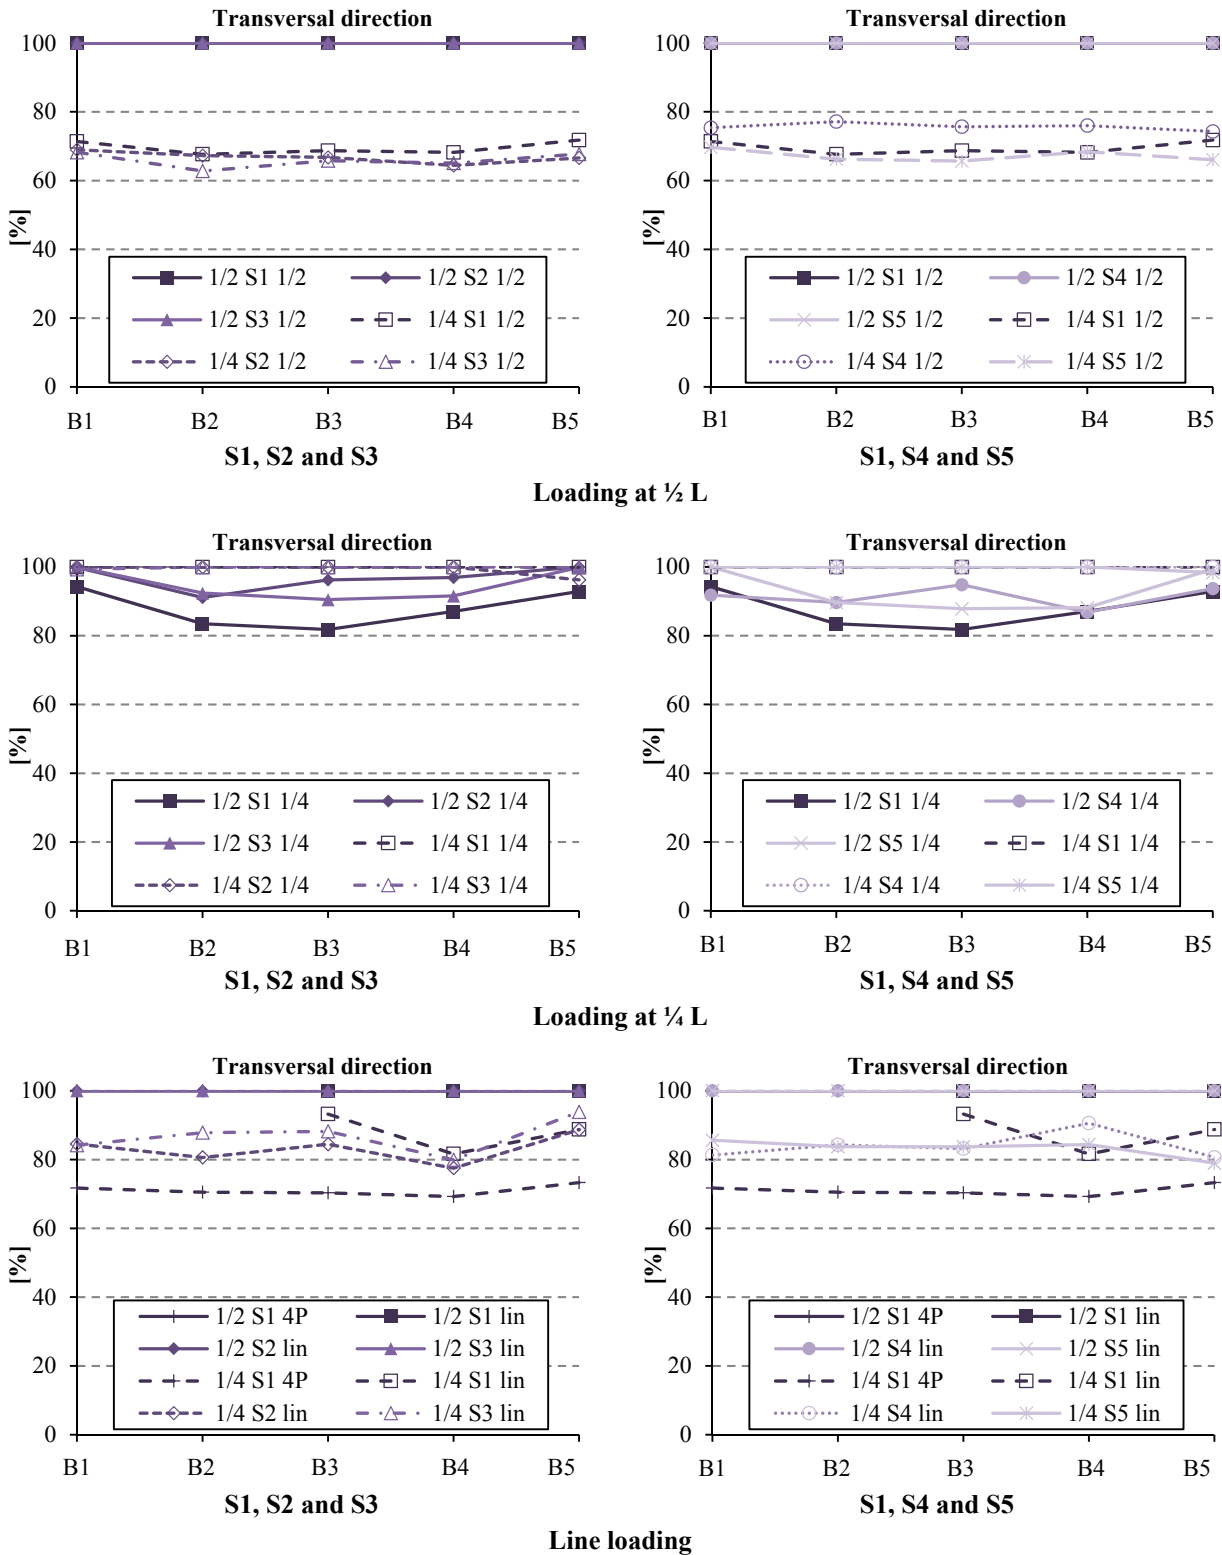 Transversal direction
100
80
60
40
20
0
[%]
1/2 S1 1/2
1/2 S2 1/2
1/2 S3 1/2
1/4 S1 1/2
1/4 S2 1/2
1/4 S3 1/2
B1 B2 B3 B4 B5
S1, S2 and S3
Transversal direction
100
80
60
40
20
0
[%]
1/2 S1 1/2
1/2 S4 1/2
1/2 S5 1/2
1/4 S1 1/2
1/4 S4 1/2
1/4 S5 1/2
B1 B2 B3 B4 B5
S1, S4 and S5
Loading at ½ L
Transversal direction
100
80
60
40
20
0
[%]
1/2 S1 1/4
1/2 S2 1/4
1/2 S3 1/4
1/4 S1 1/4
1/4 S2 1/4
1/4 S3 1/4
B1 B2 B3 B4 B5
S1, S2 and S3
Transversal direction
100
80
60
40
20
0
[%]
1/2 S1 1/4
1/2 S4 1/4
1/2 S5 1/4
1/4 S1 1/4
1/4 S4 1/4
1/4 S5 1/4
B1 B2 B3 B4 B5
S1, S4 and S5
Loading at ¼ L
Transversal direction
100
80
60
40
20
0
[%]
1/2 S1 4P
1/2 S1 lin
1/2 S2 lin
1/2 S3 lin
1/4 S1 4P
1/4 S1 lin
1/4 S2 lin
1/4 S3 lin
B1 B2 B3 B4 B5
S1, S2 and S3
Transversal direction
100
80
60
40
20
0
[%]
1/2 S1 4P
1/2 S1 lin
1/2 S4 lin
1/2 S5 lin
1/4 S1 4P
1/4 S1 lin
1/4 S4 lin
1/4 S5 lin
B1 B2 B3 B4 B5
S1, S4 and S5
Line loading